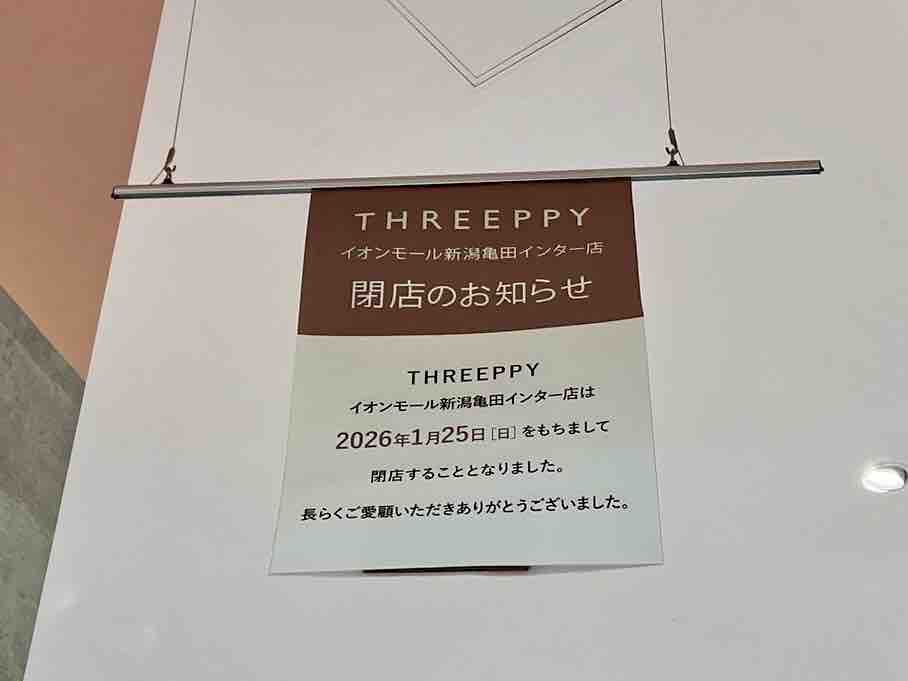 THREEPPY
イオンモール新潟亀田インター店
閉店のお知らせ
THREEPPY
イオンモール新潟亀田インター店は
2026年1月25日[日]をもちまして
閉店することとなりました。
長らくご愛顧いただきありがとうございました。